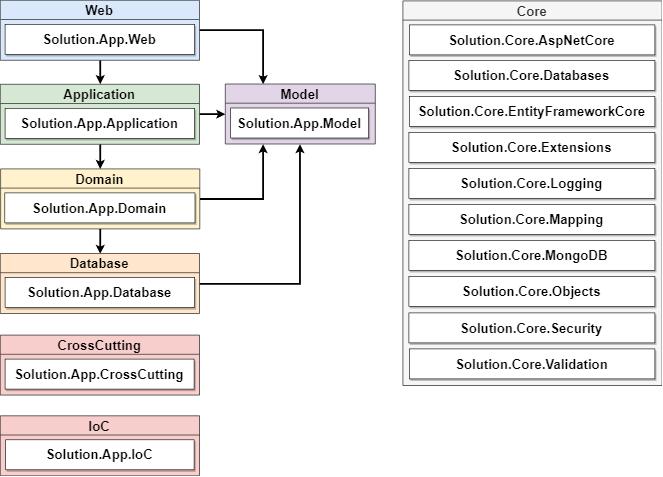 Web
Solution.App.Web
Application
Solution.App.Application
Domain
Solution.App.Domain
Database
Solution.App.Database
CrossCutting
Solution.App.CrossCutting
IoC
Solution.App.IoC
Model
Solution.App.Model
Core
Solution.Core.AspNetCore
Solution.Core.Databases
Solution.Core.EntityFrameworkCore
Solution.Core.Extensions
Solution.Core.Logging
Solution.Core.Mapping
Solution.Core.MongoDB
Solution.Core.Objects
Solution.Core.Security
Solution.Core.Validation